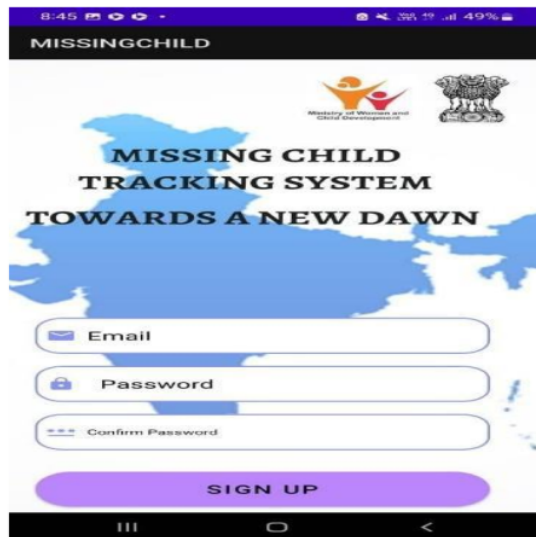 8:45
49%
MISSINGCHILD
Ministry of Women and
Child Development
MISSING CHILD
TRACKING SYSTEM
TOWARDS A NEW DAWN
Email
Password
Confirm Password
SIGN UP